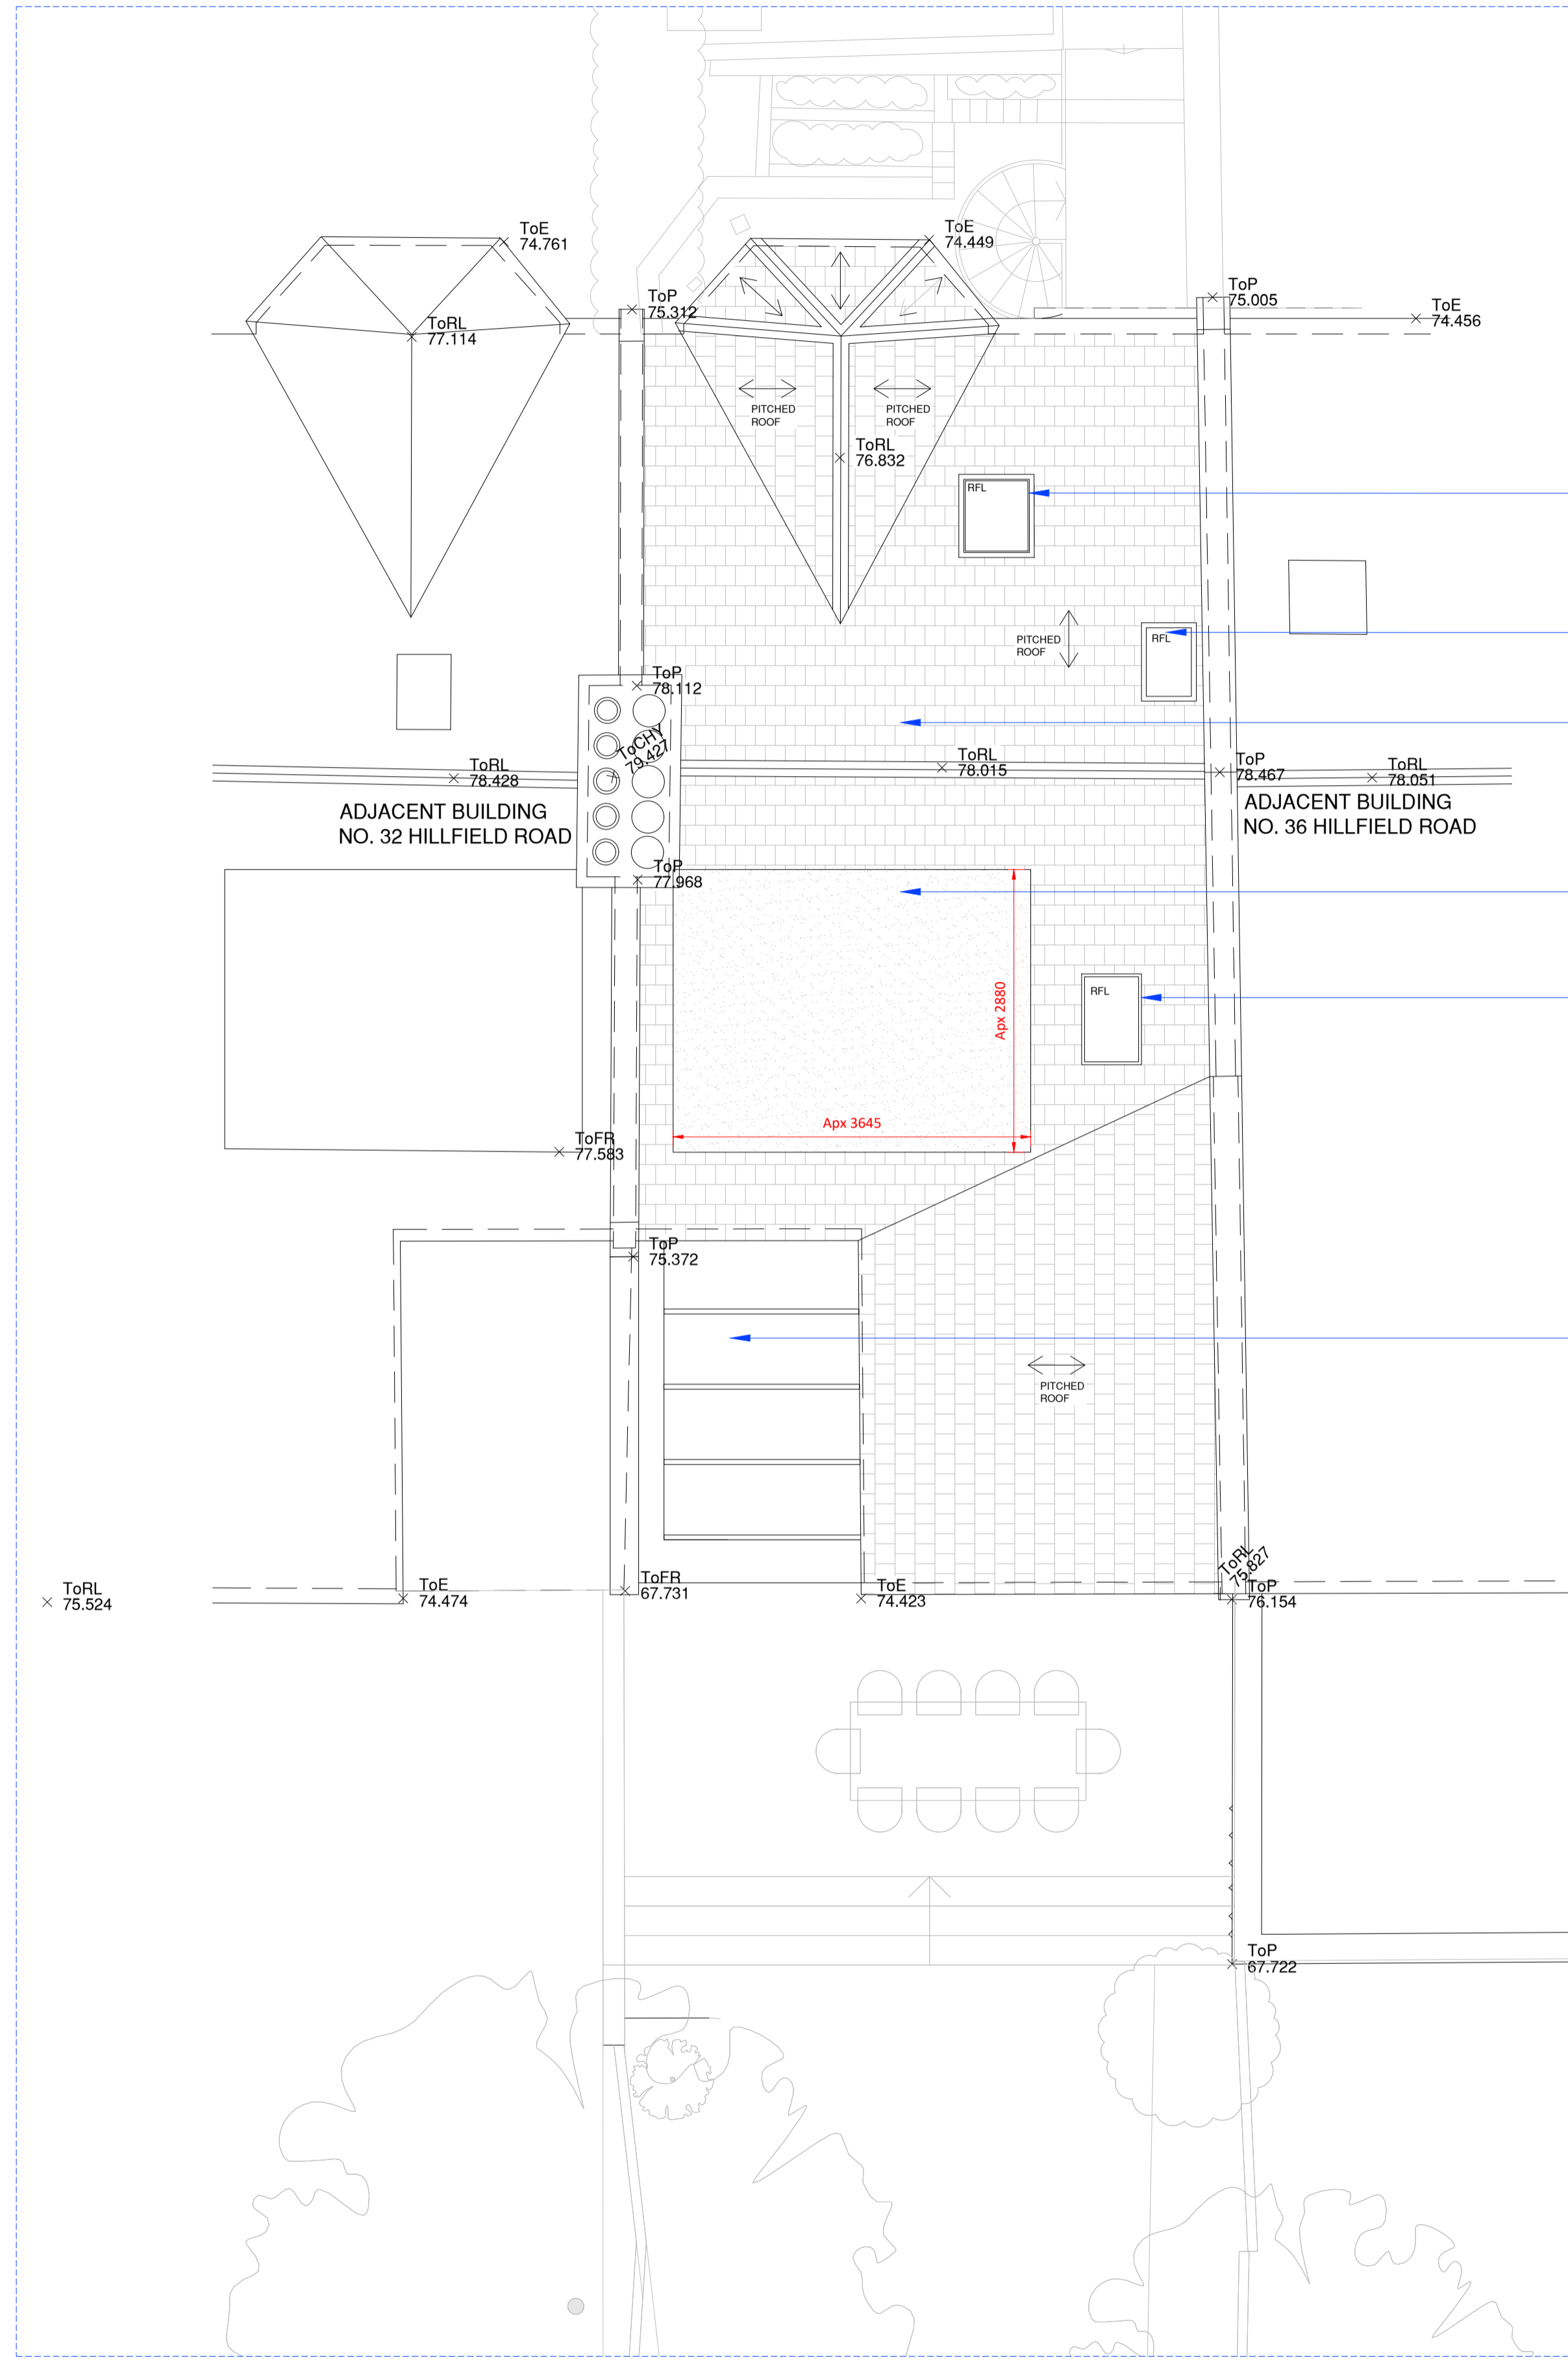 ToE
74.761
ToE
74.449
ToP
75.312
ToP
75.005
ToE
74.456
ToRL
77.114
PITCHED
ROOF
PITCHED
ROOF
ToRL
76.832
RFL
PITCHED
ROOF
RFL
ToP
78.112
ToCHY
79.427
ToRL
78.428
ToRL
78.015
ToP
78.467
ToRL
78.051
ADJACENT BUILDING
NO. 32 HILLFIELD ROAD
ADJACENT BUILDING
NO. 36 HILLFIELD ROAD
ToP
77.968
RFL
Apx 2880
Apx 3645
ToFR
77.583
ToP
75.372
PITCHED
ROOF
ToRL
75.524
ToE
74.474
ToFR
67.731
ToE
74.423
ToRL
75.827
ToP
76.154
ToP
67.722